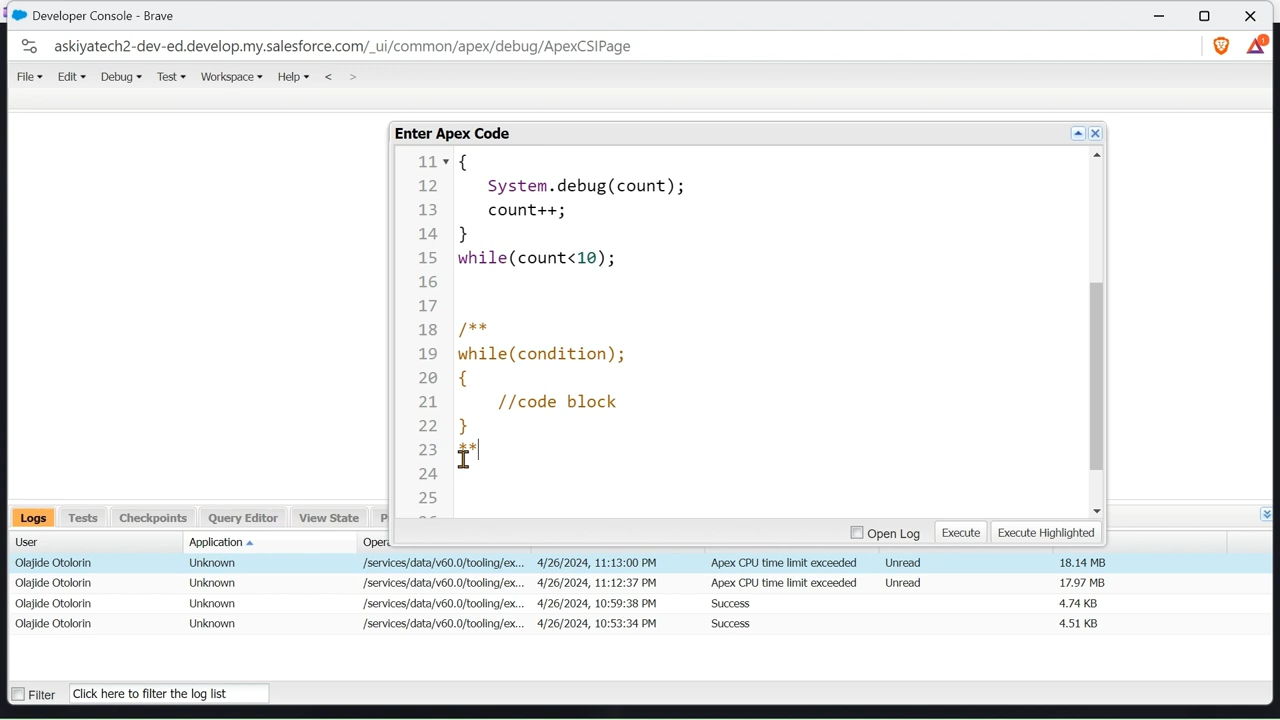 Developer Console - Brave
askiyatech2-dev-ed.develop.my.salesforce.com/_ui/common/apex/debug/ApexCSIPage
1
File Edit Debug Test Workspace Help < >
Enter Apex Code
11 {
12 System.debug(count);
13 count++;
14 }
15 while(count<10);
16
17
18 /**
19 while(condition);
20 {
21 //code block
22 }
23 **
24
25
Open Log Execute Execute Highlighted
Logs Tests Checkpoints Query Editor View State P
User Application Opera
Olajide Otolorin Unknown /services/data/v60.0/tooling/ex... 4/26/2024, 11:13:00 PM Apex CPU time limit exceeded Unread 18.14 MB
Olajide Otolorin Unknown /services/data/v60.0/tooling/ex... 4/26/2024, 11:12:37 PM Apex CPU time limit exceeded Unread 17.97 MB
Olajide Otolorin Unknown /services/data/v60.0/tooling/ex... 4/26/2024, 10:59:38 PM Success 4.74 KB
Olajide Otolorin Unknown /services/data/v60.0/tooling/ex... 4/26/2024, 10:53:34 PM Success 4.51 KB
Filter Click here to filter the log list